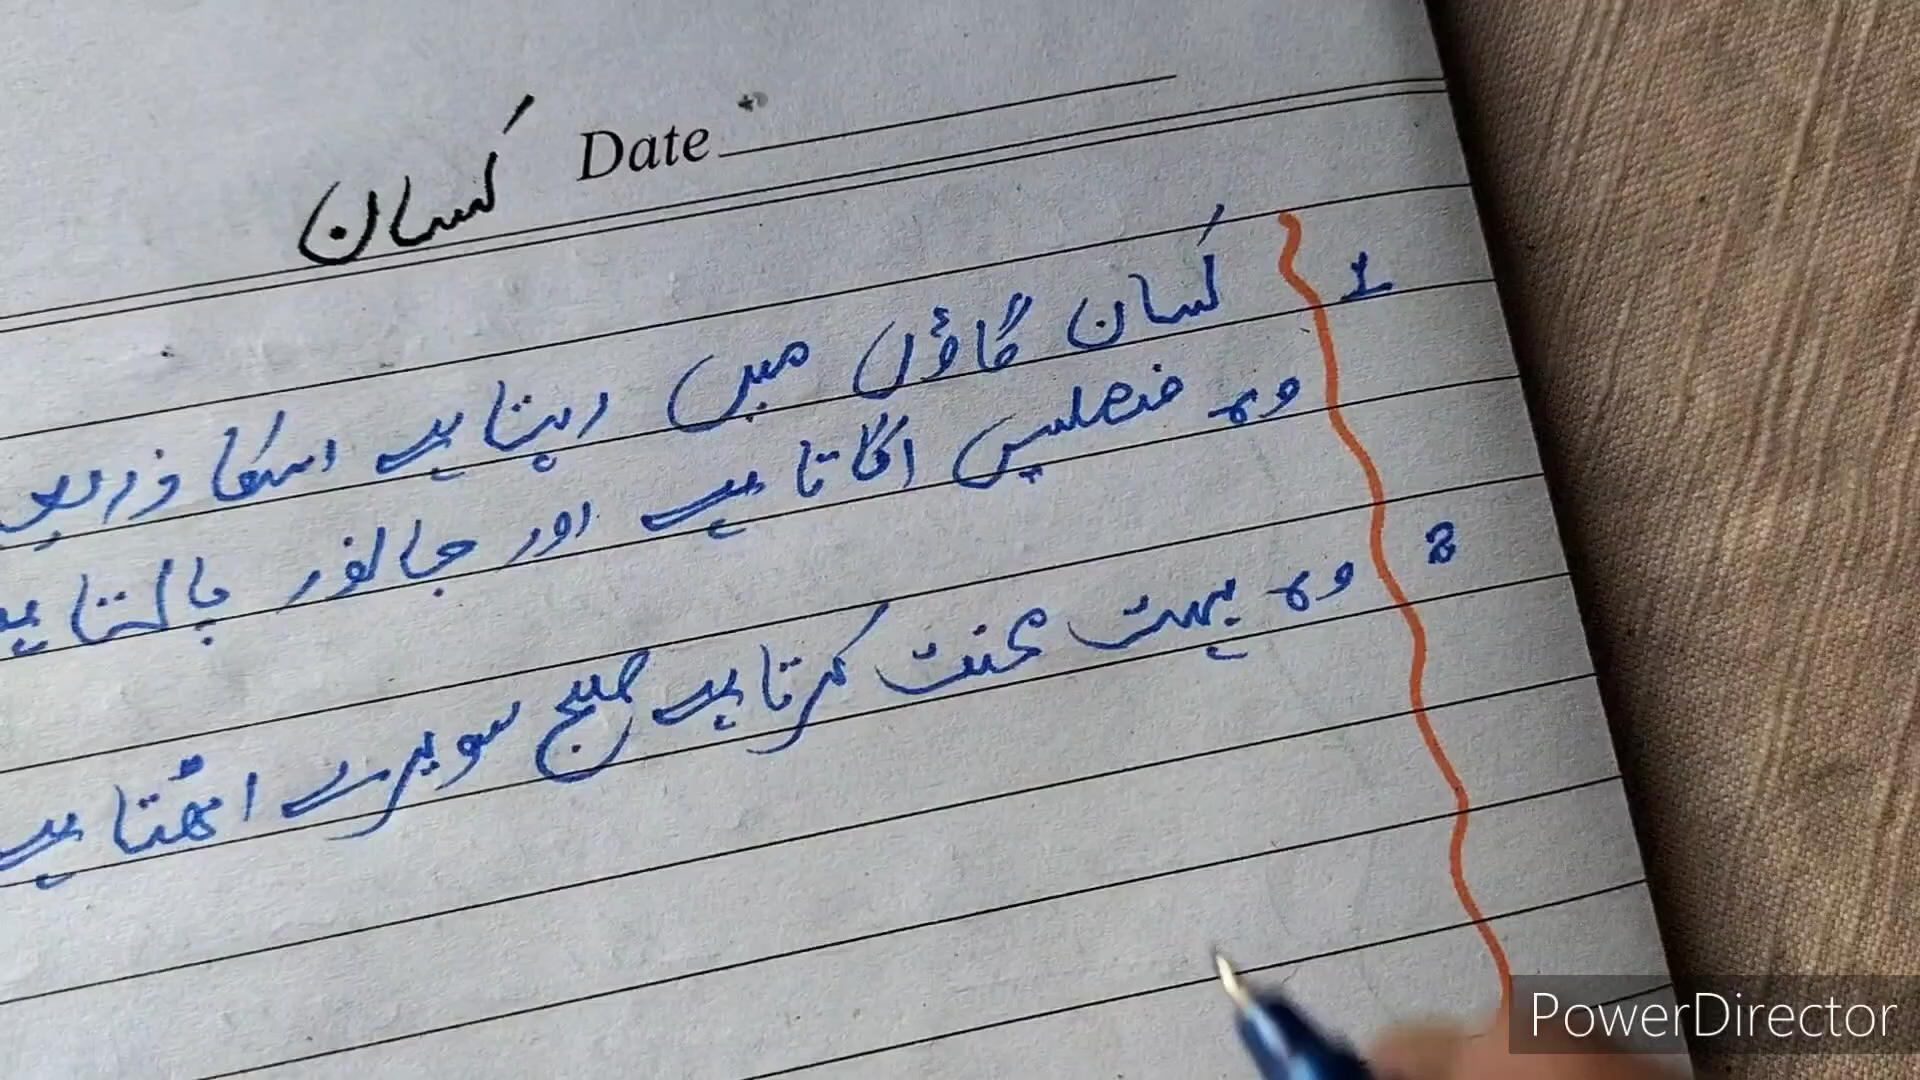 Date
کسان
1 کسان گاؤں میں رہتا ہے اسکا ذریعہ
وہ فصلیں اگاتا ہے اور جانور پالتا ہے
2 وہ بہت محنت کرتا ہے صبح سویرے اٹھتا ہے
PowerDirector